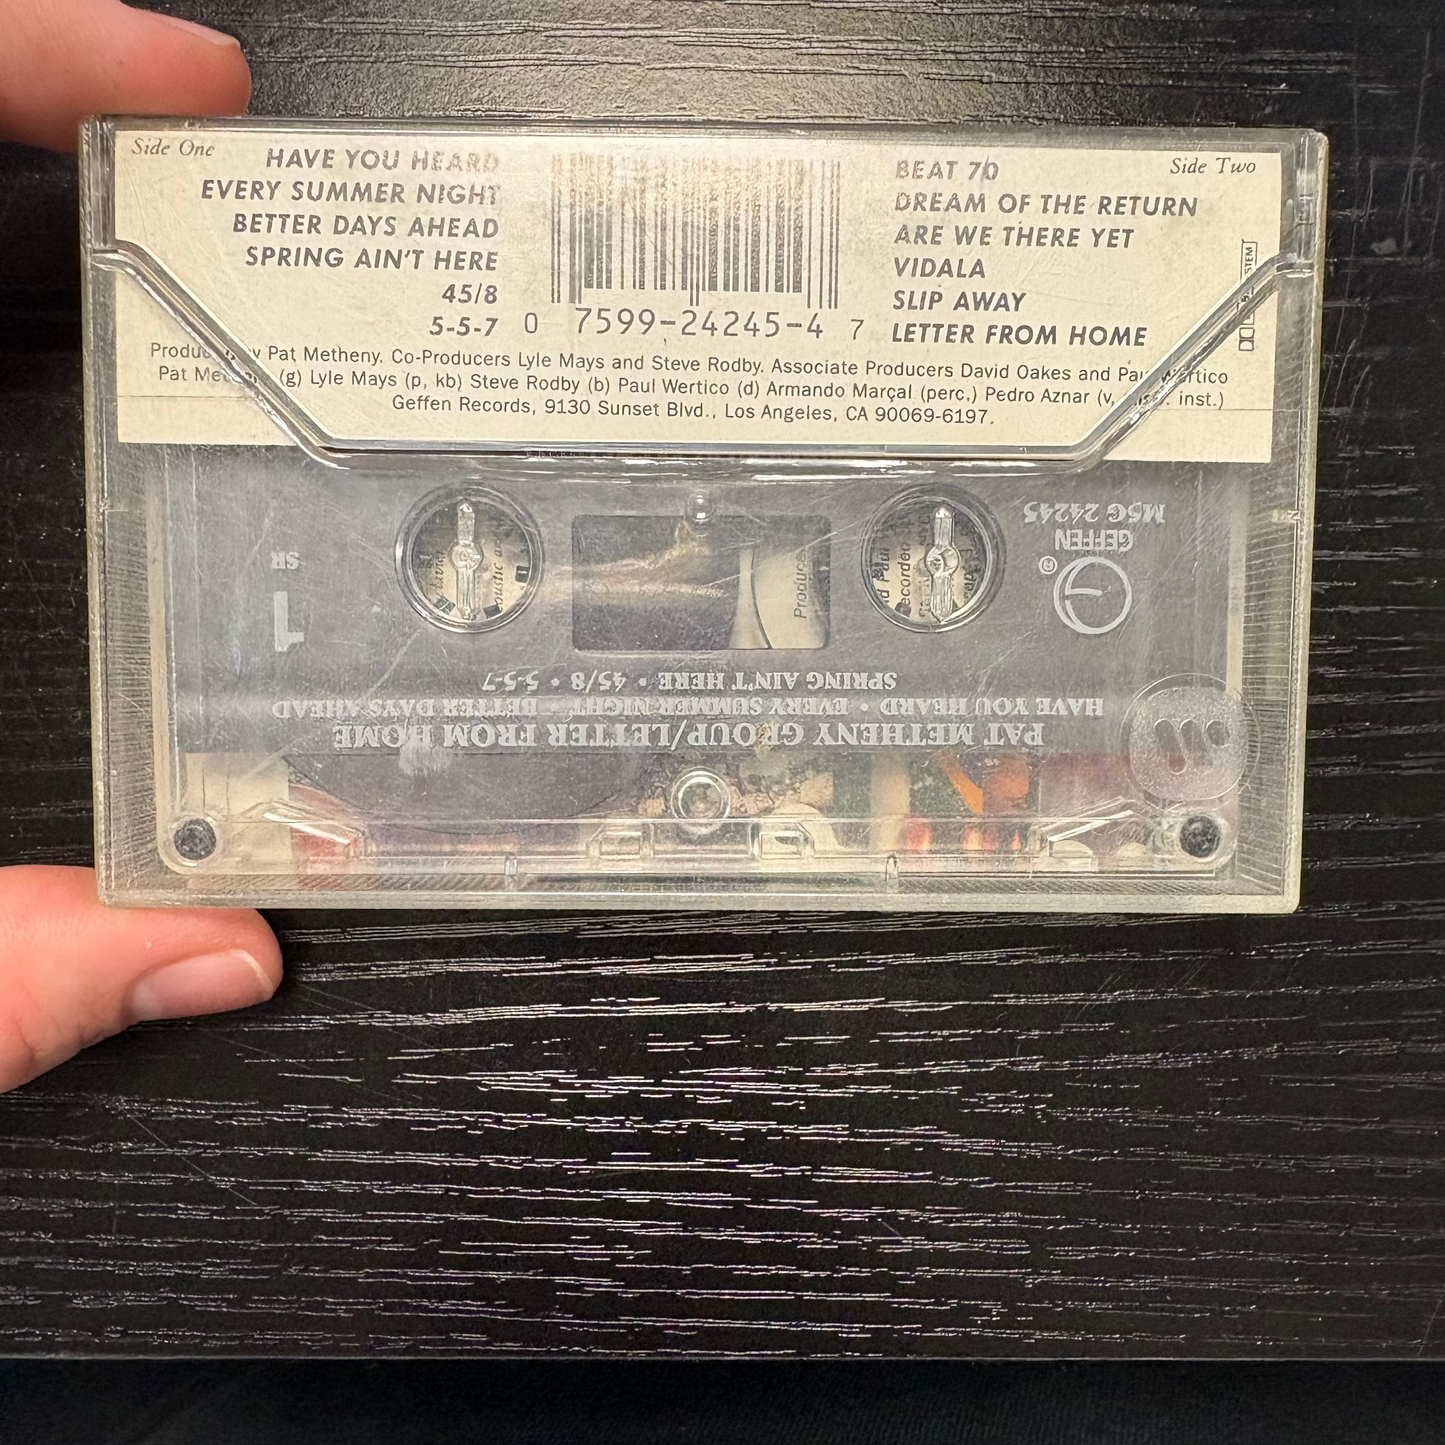 Side One
HAVE YOU HEARD
EVERY SUMMER NIGHT
BETTER DAYS AHEAD
SPRING AIN'T HERE
45/8
5-5-7
0 7599-24245-4 7
Side Two
BEAT 70
DREAM OF THE RETURN
ARE WE THERE YET
VIDALA
SLIP AWAY
LETTER FROM HOME
Pat Metheny. Co-Producers Lyle Mays and Steve Rodby. Associate Producers David Oakes and
Pat (g) Lyle Mays (p, kb) Steve Rodby (b) Paul Wertico (d) Armando Marçal (perc.) Pedro Aznar (v, inst.)
Geffen Records, 9130 Sunset Blvd., Los Angeles, CA 90069-6197.
PAT METHENY GROUP/LETTER FROM HOME
HAVE YOU HEARD • EVERY SUMMER NIGHT • BETTER DAYS AHEAD
SPRING AIN'T HERE • 45/8 • 5-5-7
1
SR
GEFFEN
M5G 24245